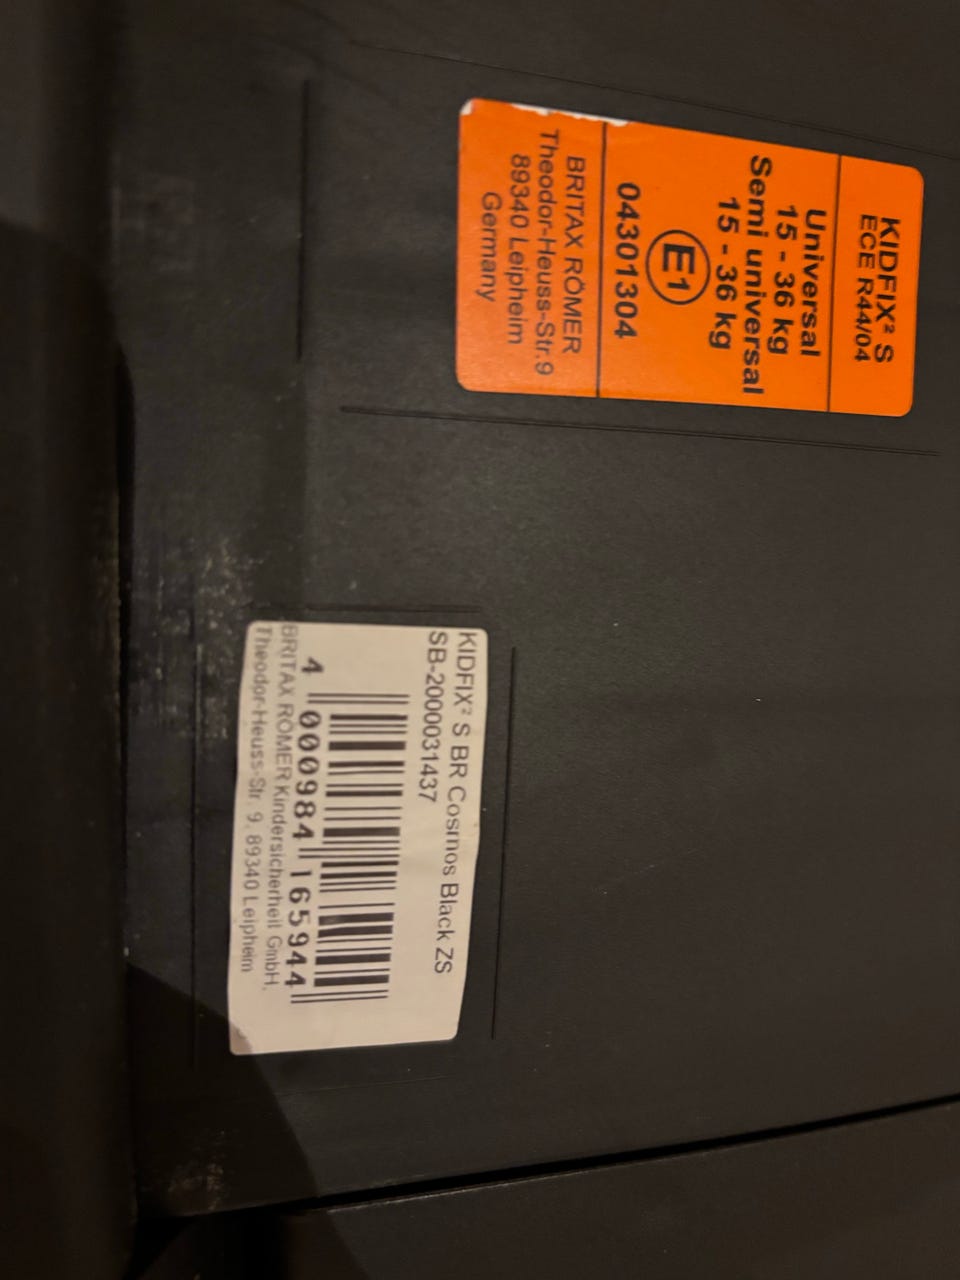 KIDFIX² S
ECE R44/04
Universal
15 - 36 kg
Semi universal
15 - 36 kg
E1
04301304
BRITAX RÖMER
Theodor-Heuss-Str.9
89340 Leipheim
Germany
KIDFIX² S BR Cosmos Black ZS
SB-2000031437
4 000984 165944
BRITAX RÖMER Kindersicherheit GmbH,
Theodor-Heuss-Str. 9, 89340 Leipheim